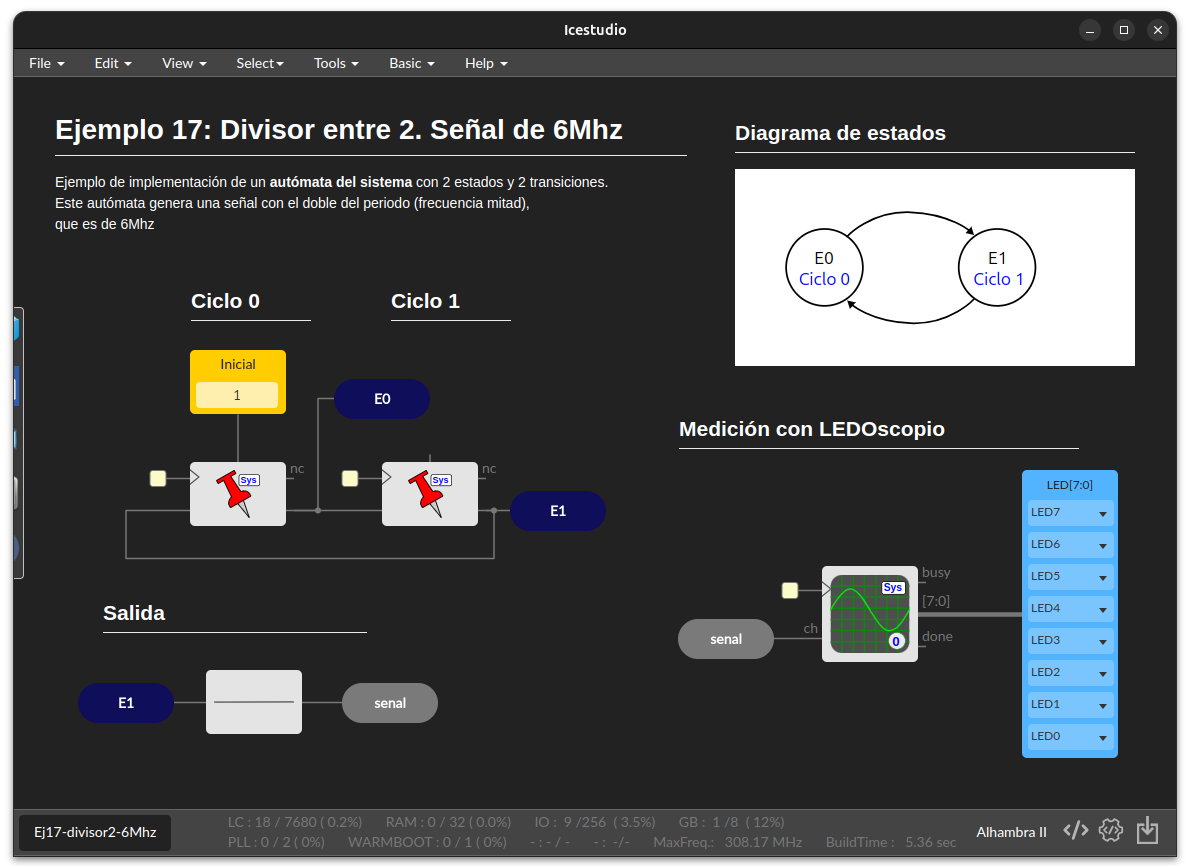 Icestudio
File Edit View Select Tools Basic Help
Ejemplo 17: Divisor entre 2. Señal de 6Mhz
Ejemplo de implementación de un autómata del sistema con 2 estados y 2 transiciones.
Este autómata genera una señal con el doble del periodo (frecuencia mitad),
que es de 6Mhz
Diagrama de estados
E0
Ciclo 0
E1
Ciclo 1
Ciclo 0
Ciclo 1
Inicial
1
E0
Sys
nc
Sys
nc
E1
Salida
E1
senal
Medición con LEDOscopio
senal
ch
Sys
0
busy
[7:0]
done
LED[7:0]
LED7
LED6
LED5
LED4
LED3
LED2
LED1
LED0
Ej17-divisor2-6Mhz
LC : 18 / 7680 ( 0.2%) RAM : 0 / 32 ( 0.0%) IO : 9 /256 ( 3.5%) GB : 1 /8 ( 12%)
PLL : 0 / 2 ( 0%) WARMBOOT : 0 / 1 ( 0%) - : - / - - : -/- MaxFreq.: 308.17 MHz BuildTime : 5.36 sec
Alhambra II